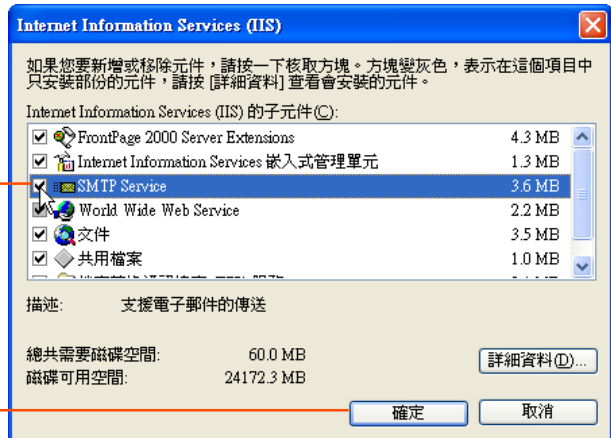 Internet Information Services (IIS)
如果您要新增或移除元件，請按一下核取方塊。方塊變灰色，表示在這個項目中
只安裝部份的元件，請按 [詳細資料] 查看會安裝的元件。
Internet Information Services (IIS) 的子元件(C):
FrontPage 2000 Server Extensions 4.3 MB
Internet Information Services 嵌入式管理單元 1.3 MB
SMTP Service 3.6 MB
World Wide Web Service 2.2 MB
文件 3.5 MB
共用檔案 1.0 MB
描述: 支援電子郵件的傳送
總共需要磁碟空間: 60.0 MB
詳細資料(D)...
磁碟可用空間: 24172.3 MB
確定 取消